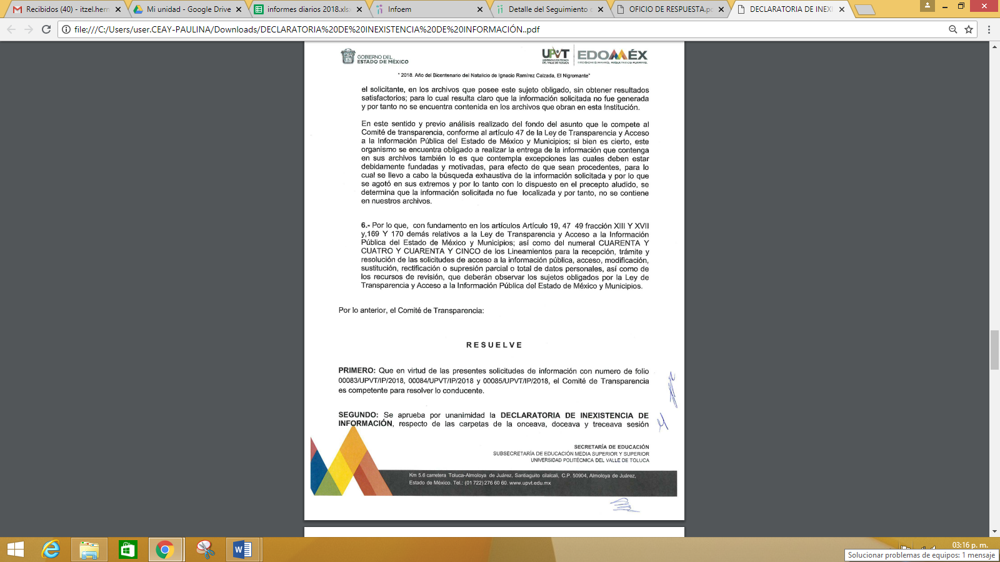 Recibidos (40) - itzel.her
Mi unidad - Google Drive
informes diarios 2018.xls
Infoem
Detalle del Seguimiento
OFICIO DE RESPUESTA.p
DECLARATORIA DE INEX
file:///C:/Users/user.CEAY-PAULINA/Downloads/DECLARATORIA%20DE%20INEXISTENCIA%20DE%20INFORMACIÓN..pdf
GOBIERNO DEL
ESTADO DE MÉXICO
UPVT
UNIVERSIDAD POLITÉCNICA
DEL VALLE DE TOLUCA
EDOMÉX
DECISIONES FIRMES, RESULTADOS FUERTES.
" 2018. Año del Bicentenario del Natalicio de Ignacio Ramírez Calzada, El Nigromante"
el solicitante, en los archivos que posee este sujeto obligado, sin obtener resultados
satisfactorios; para lo cual resulta claro que la información solicitada no fue generada
y por tanto no se encuentra contenida en los archivos que obran en esta Institución.
En este sentido y previo análisis realizado del fondo del asunto que le compete al
Comité de transparencia, conforme al artículo 47 de la Ley de Transparencia y Acceso
a la Información Pública del Estado de México y Municipios; si bien es cierto, este
organismo se encuentra obligado a realizar la entrega de la información que contenga
en sus archivos también lo es que contempla excepciones las cuales deben estar
debidamente fundadas y motivadas, para efecto de que sean procedentes, para lo
cual se llevo a cabo la búsqueda exhaustiva de la información solicitada y por lo que
se agotó en sus extremos y por lo tanto con lo dispuesto en el precepto aludido, se
determina que la información solicitada no fue localizada y por tanto, no se contiene
en nuestros archivos.
6.- Por lo que, con fundamento en los artículos Artículo 19, 47 49 fracción XIII Y XVII
y,169 Y 170 demás relativos a la Ley de Transparencia y Acceso a la Información
Pública del Estado de México y Municipios; así como del numeral CUARENTA Y
CUATRO Y CUARENTA Y CINCO de los Lineamientos para la recepción, trámite y
resolución de las solicitudes de acceso a la información pública, acceso, modificación,
sustitución, rectificación o supresión parcial o total de datos personales, así como de
los recursos de revisión, que deberán observar los sujetos obligados por la Ley de
Transparencia y Acceso a la Información Pública del Estado de México y Municipios.
Por lo anterior, el Comité de Transparencia:
R E S U E L V E
PRIMERO: Que en virtud de las presentes solicitudes de información con numero de folio
00083/UPVT/IP/2018, 00084/UPVT/IP/2018 y 00085/UPVT/IP/2018, el Comité de Transparencia
es competente para resolver lo conducente.
SEGUNDO: Se aprueba por unanimidad la DECLARATORIA DE INEXISTENCIA DE
INFORMACIÓN, respecto de las carpetas de la onceava, doceava y treceava sesión
SECRETARÍA DE EDUCACIÓN
SUBSECRETARÍA DE EDUCACIÓN MEDIA SUPERIOR Y SUPERIOR
UNIVERSIDAD POLITÉCNICA DEL VALLE DE TOLUCA
Km 5.6 carretera Toluca-Almoloya de Juárez, Santiaguito cilalcali, C.P. 50904, Almoloya de Juárez,
Estado de México. Tel.: (01 722) 276 60 60. www.upvt.edu.mx
03:16 p. m.
Solucionar problemas de equipos: 1 mensaje